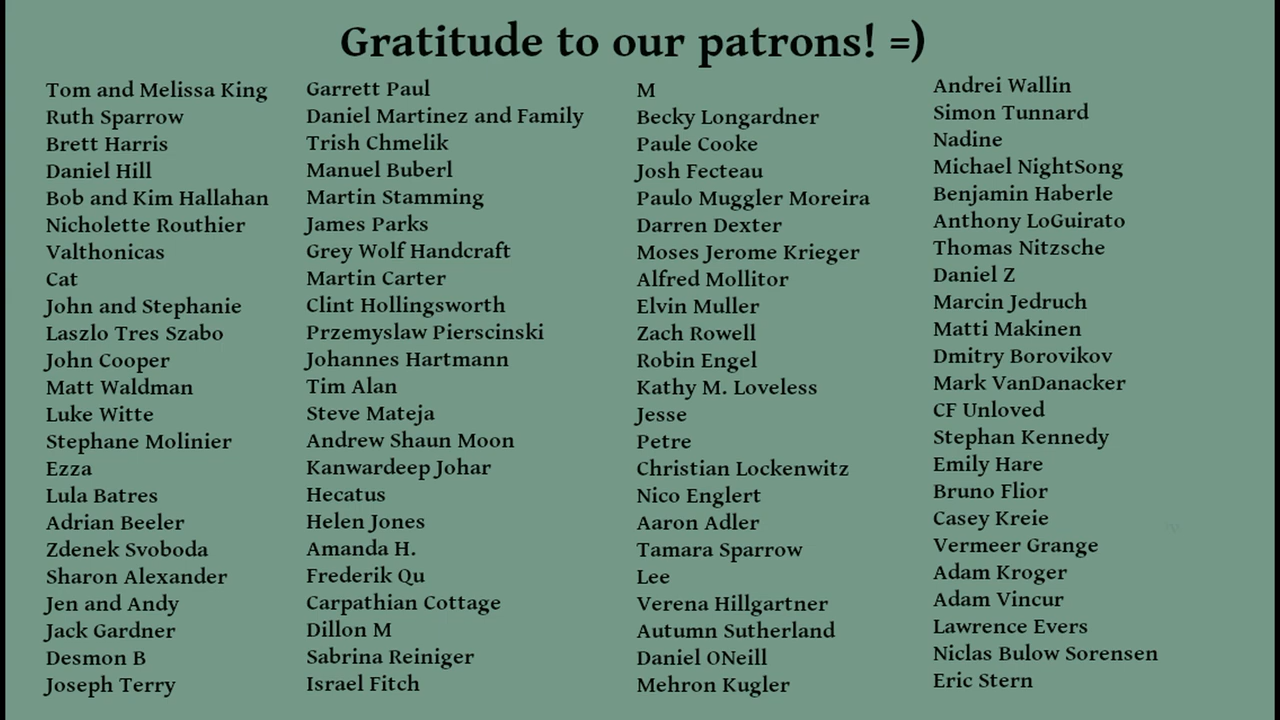 Gratitude to our patrons! =)
Tom and Melissa King
Ruth Sparrow
Brett Harris
Daniel Hill
Bob and Kim Hallahan
Nicholette Routhier
Valthonicas
Cat
John and Stephanie
Laszlo Tres Szabo
John Cooper
Matt Waldman
Luke Witte
Stephane Molinier
Ezza
Lula Batres
Adrian Beeler
Zdenek Svoboda
Sharon Alexander
Jen and Andy
Jack Gardner
Desmon B
Joseph Terry
Garrett Paul
Daniel Martinez and Family
Trish Chmelik
Manuel Buberl
Martin Stamming
James Parks
Grey Wolf Handcraft
Martin Carter
Clint Hollingsworth
Przemyslaw Pierscinski
Johannes Hartmann
Tim Alan
Steve Mateja
Andrew Shaun Moon
Kanwardeep Johar
Hecatus
Helen Jones
Amanda H.
Frederik Qu
Carpathian Cottage
Dillon M
Sabrina Reiniger
Israel Fitch
M
Becky Longardner
Paule Cooke
Josh Fecteau
Paulo Muggler Moreira
Darren Dexter
Moses Jerome Krieger
Alfred Mollitor
Elvin Muller
Zach Rowell
Robin Engel
Kathy M. Loveless
Jesse
Petre
Christian Lockenwitz
Nico Englert
Aaron Adler
Tamara Sparrow
Lee
Verena Hillgartner
Autumn Sutherland
Daniel ONeill
Mehron Kugler
Andrei Wallin
Simon Tunnard
Nadine
Michael NightSong
Benjamin Haberle
Anthony LoGuirato
Thomas Nitzsche
Daniel Z
Marcin Jedruch
Matti Makinen
Dmitry Borovikov
Mark VanDanacker
CF Unloved
Stephan Kennedy
Emily Hare
Bruno Flior
Casey Kreie
Vermeer Grange
Adam Kroger
Adam Vincur
Lawrence Evers
Niclas Bulow Sorensen
Eric Stern